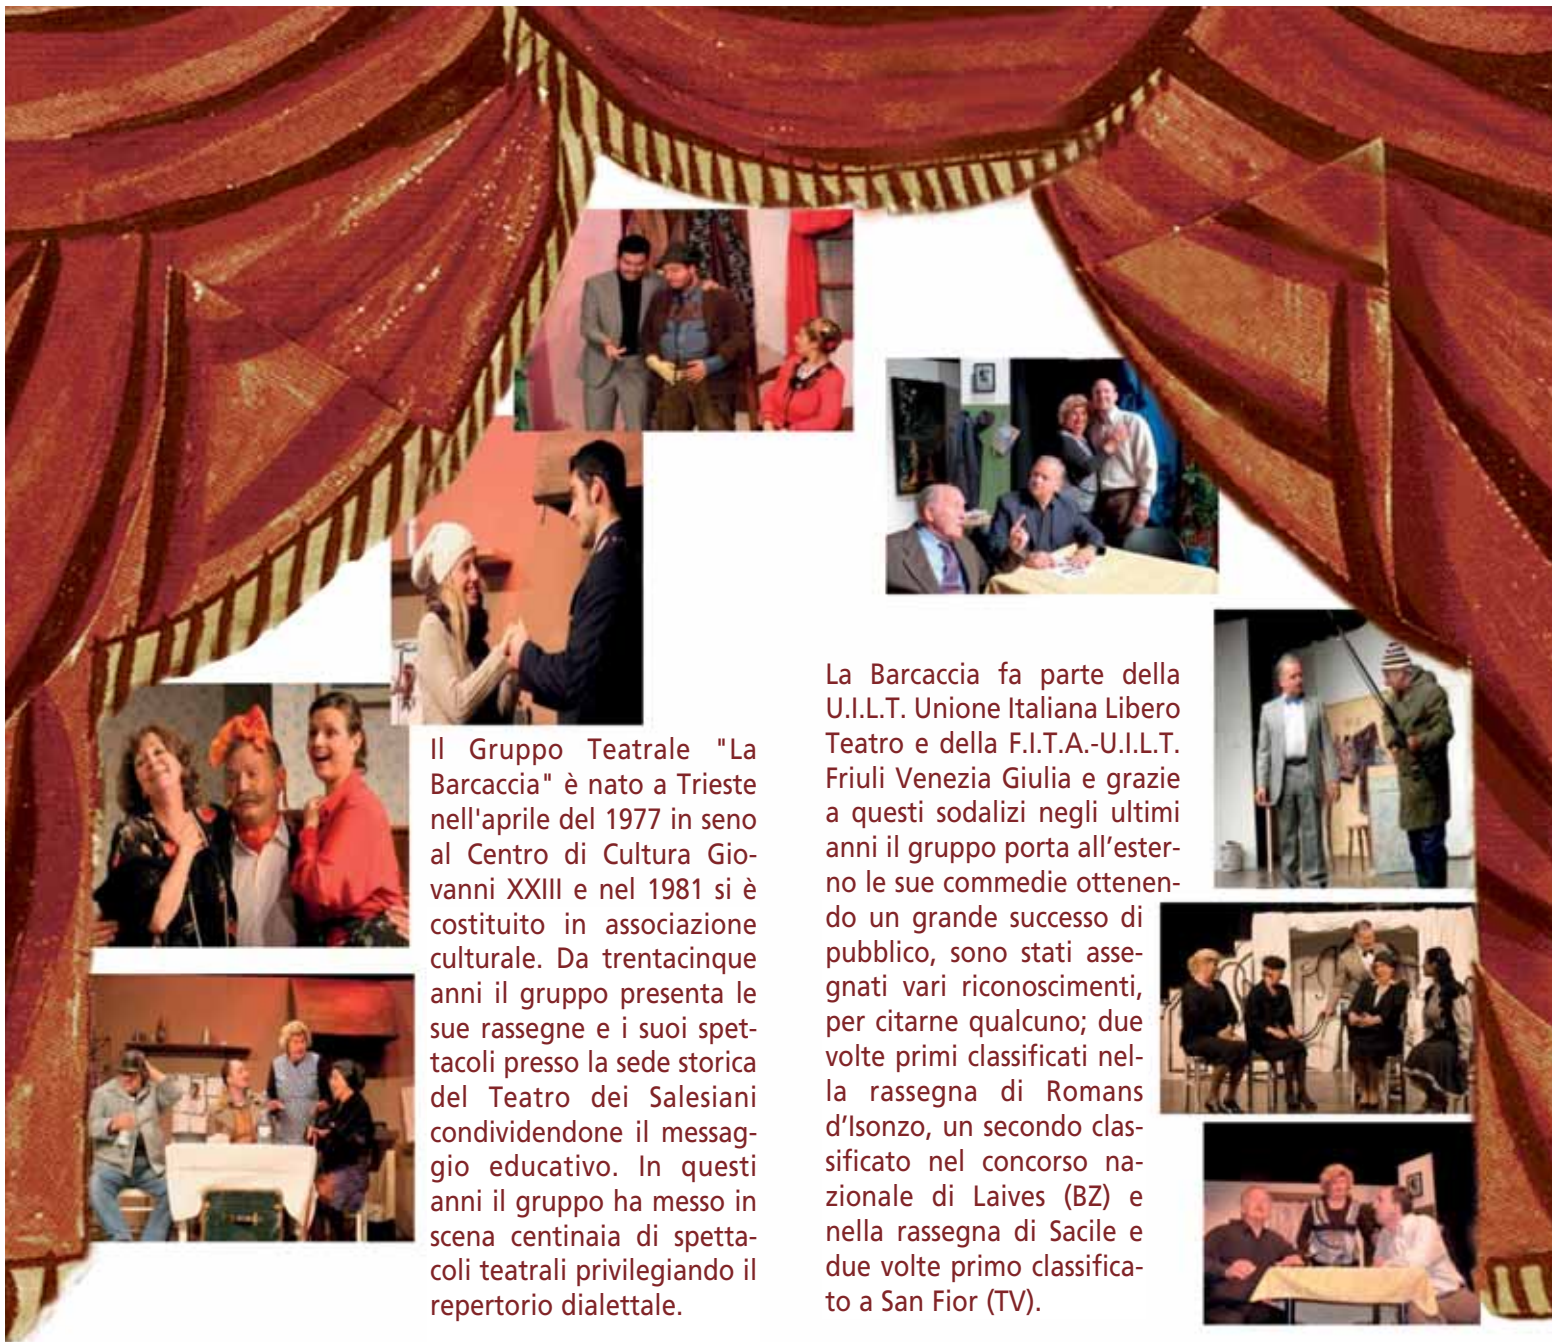 Il Gruppo Teatrale "La
Barcaccia" è nato a Trieste
nell'aprile del 1977 in seno
al Centro di Cultura Gio-
vanni XXIII e nel 1981 si è
costituito in associazione
culturale. Da trentacinque
anni il gruppo presenta le
sue rassegne e i suoi spet-
tacoli presso la sede storica
del Teatro dei Salesiani
condividendone il messag-
gio educativo. In questi
anni il gruppo ha messo in
scena centinaia di spetta-
coli teatrali privilegiando il
repertorio dialettale.
La Barcaccia fa parte della
U.I.L.T. Unione Italiana Libero
Teatro e della F.I.T.A.-U.I.L.T.
Friuli Venezia Giulia e grazie
a questi sodalizi negli ultimi
anni il gruppo porta all’ester-
no le sue commedie ottenen-
do un grande successo di
pubblico, sono stati asse-
gnati vari riconoscimenti,
per citarne qualcuno; due
volte primi classificati nel-
la rassegna di Romans
d’Isonzo, un secondo clas-
sificato nel concorso na-
zionale di Laives (BZ) e
nella rassegna di Sacile e
due volte primo classifica-
to a San Fior (TV).